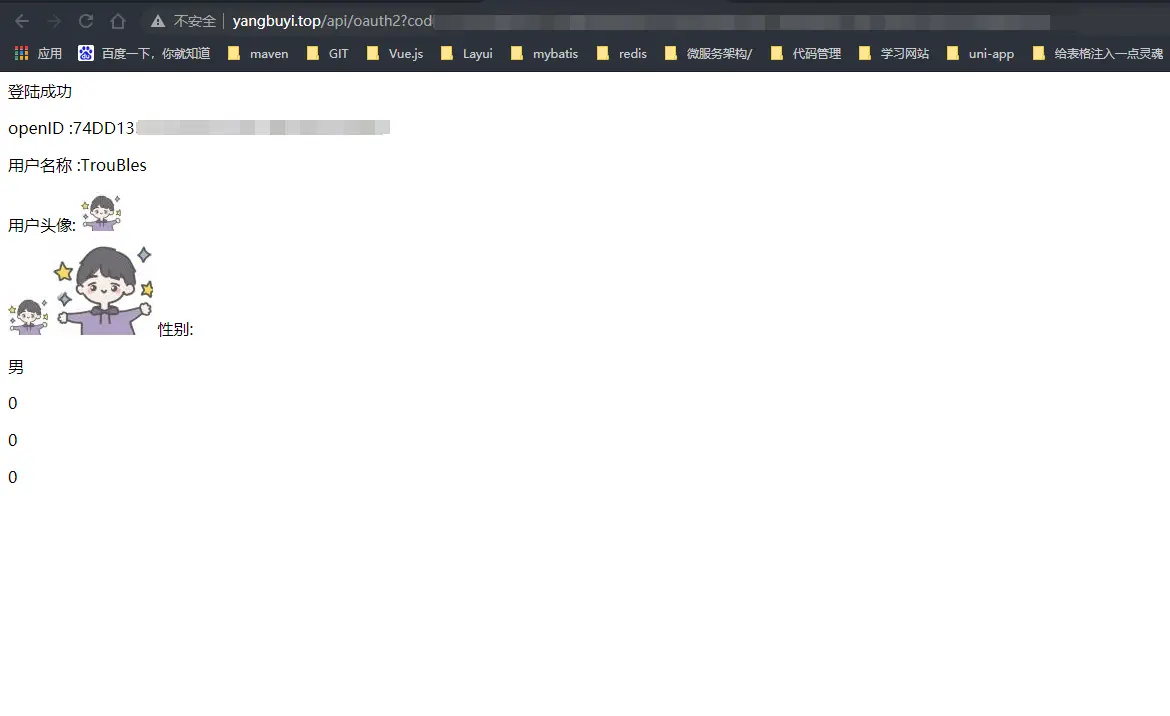 不安全 yangbuyi.top/api/oauth2?cod
应用 百度一下，你就知道 maven GIT Vue.js Layui mybatis redis 微服务架构/ 代码管理 学习网站 uni-app 给表格注入一点灵魂
登陆成功
openID :74DD13
用户名称 :TrouBles
用户头像:
性别:
男
0
0
0